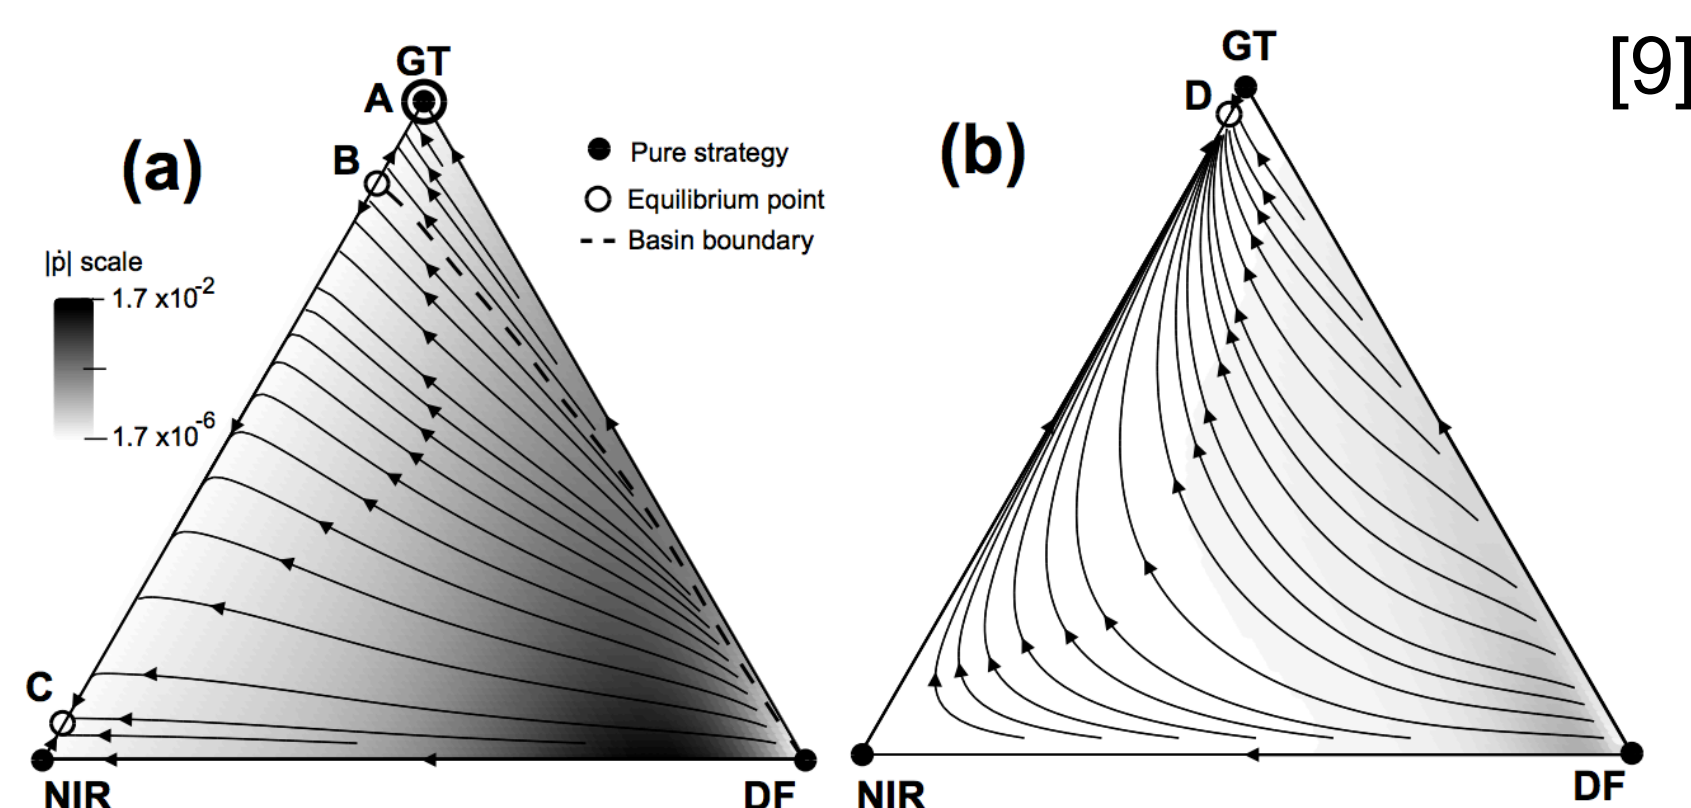 [9]
GT
A
B
(a)
Pure strategy
Equilibrium point
Basin boundary
|ṗ| scale
1.7 x10-2
1.7 x10-6
C
NIR
DF
GT
D
(b)
NIR
DF